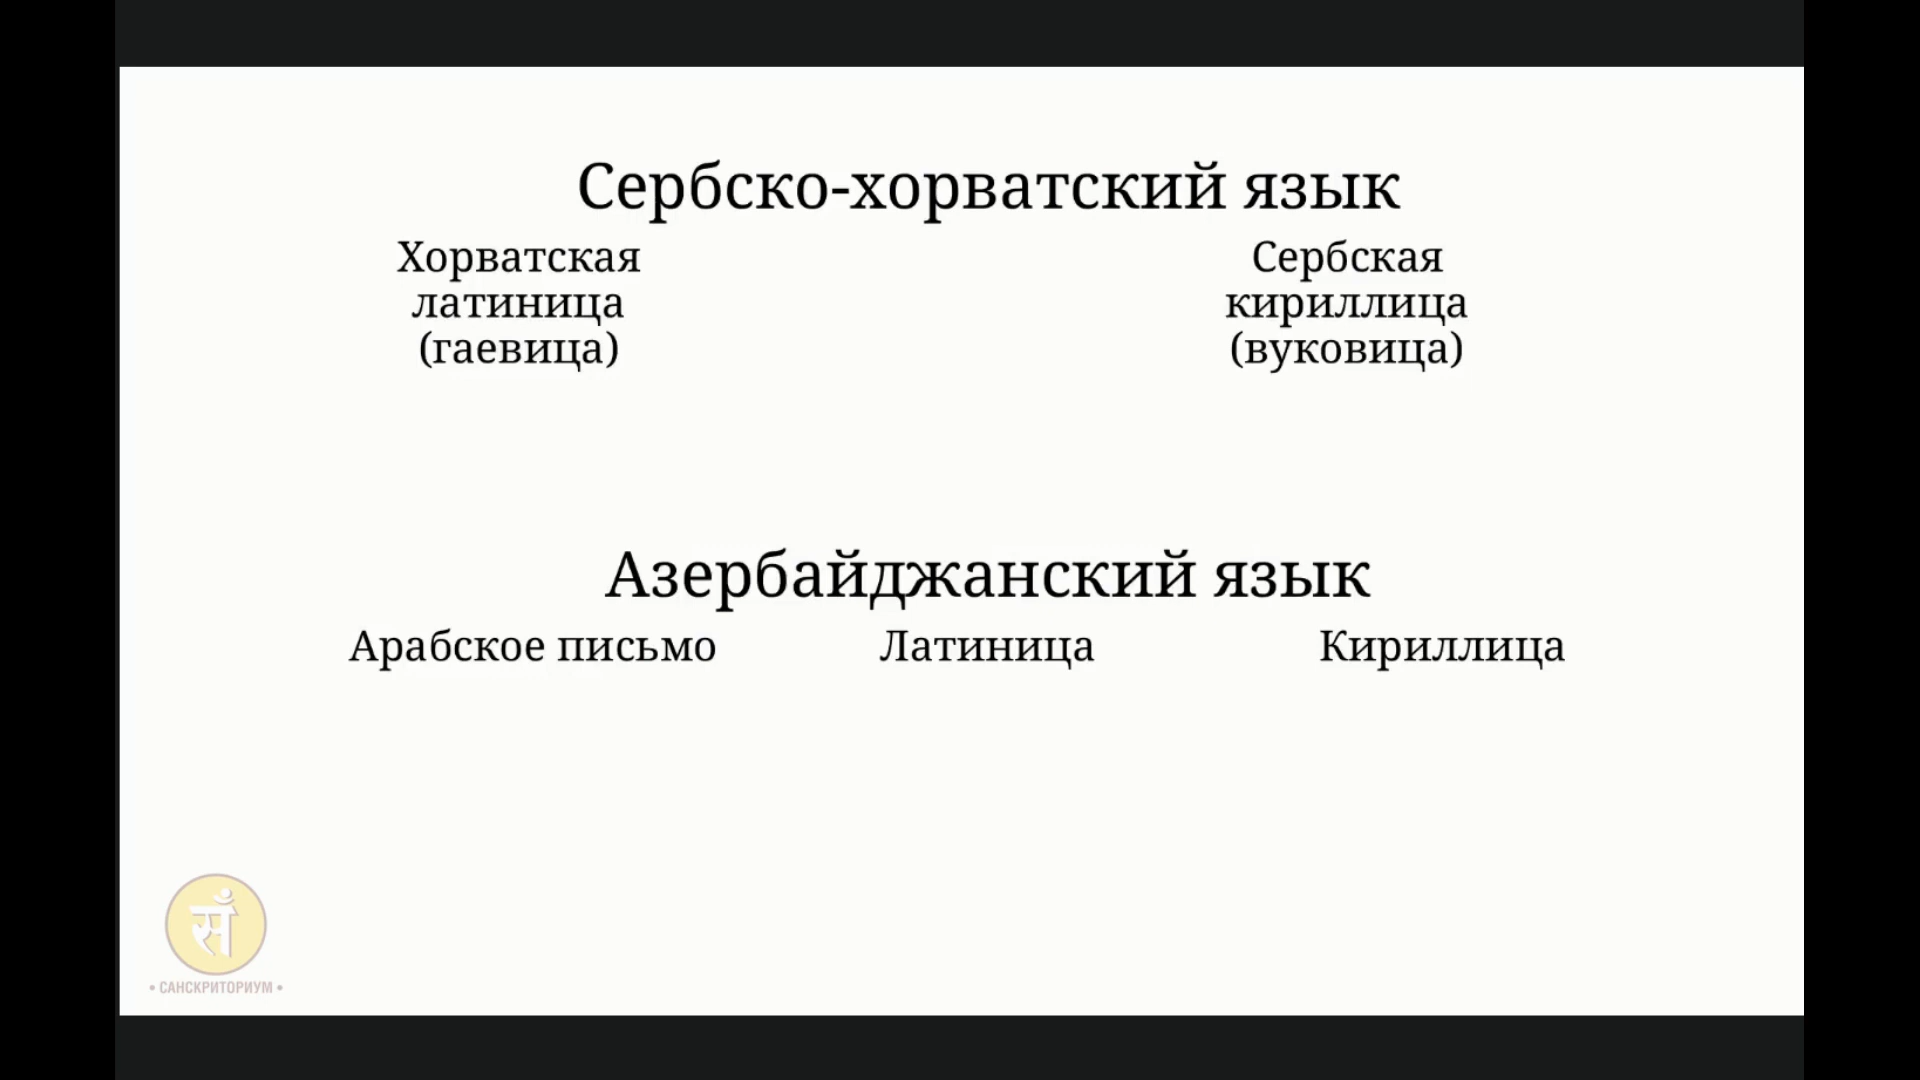 Сербско-хорватский язык
Хорватская
латиница
(гаевица)
Сербская
кириллица
(вуковица)
Азербайджанский язык
Арабское письмо
Латиница
Кириллица
सँ
• САНСКРИТОРИУМ •